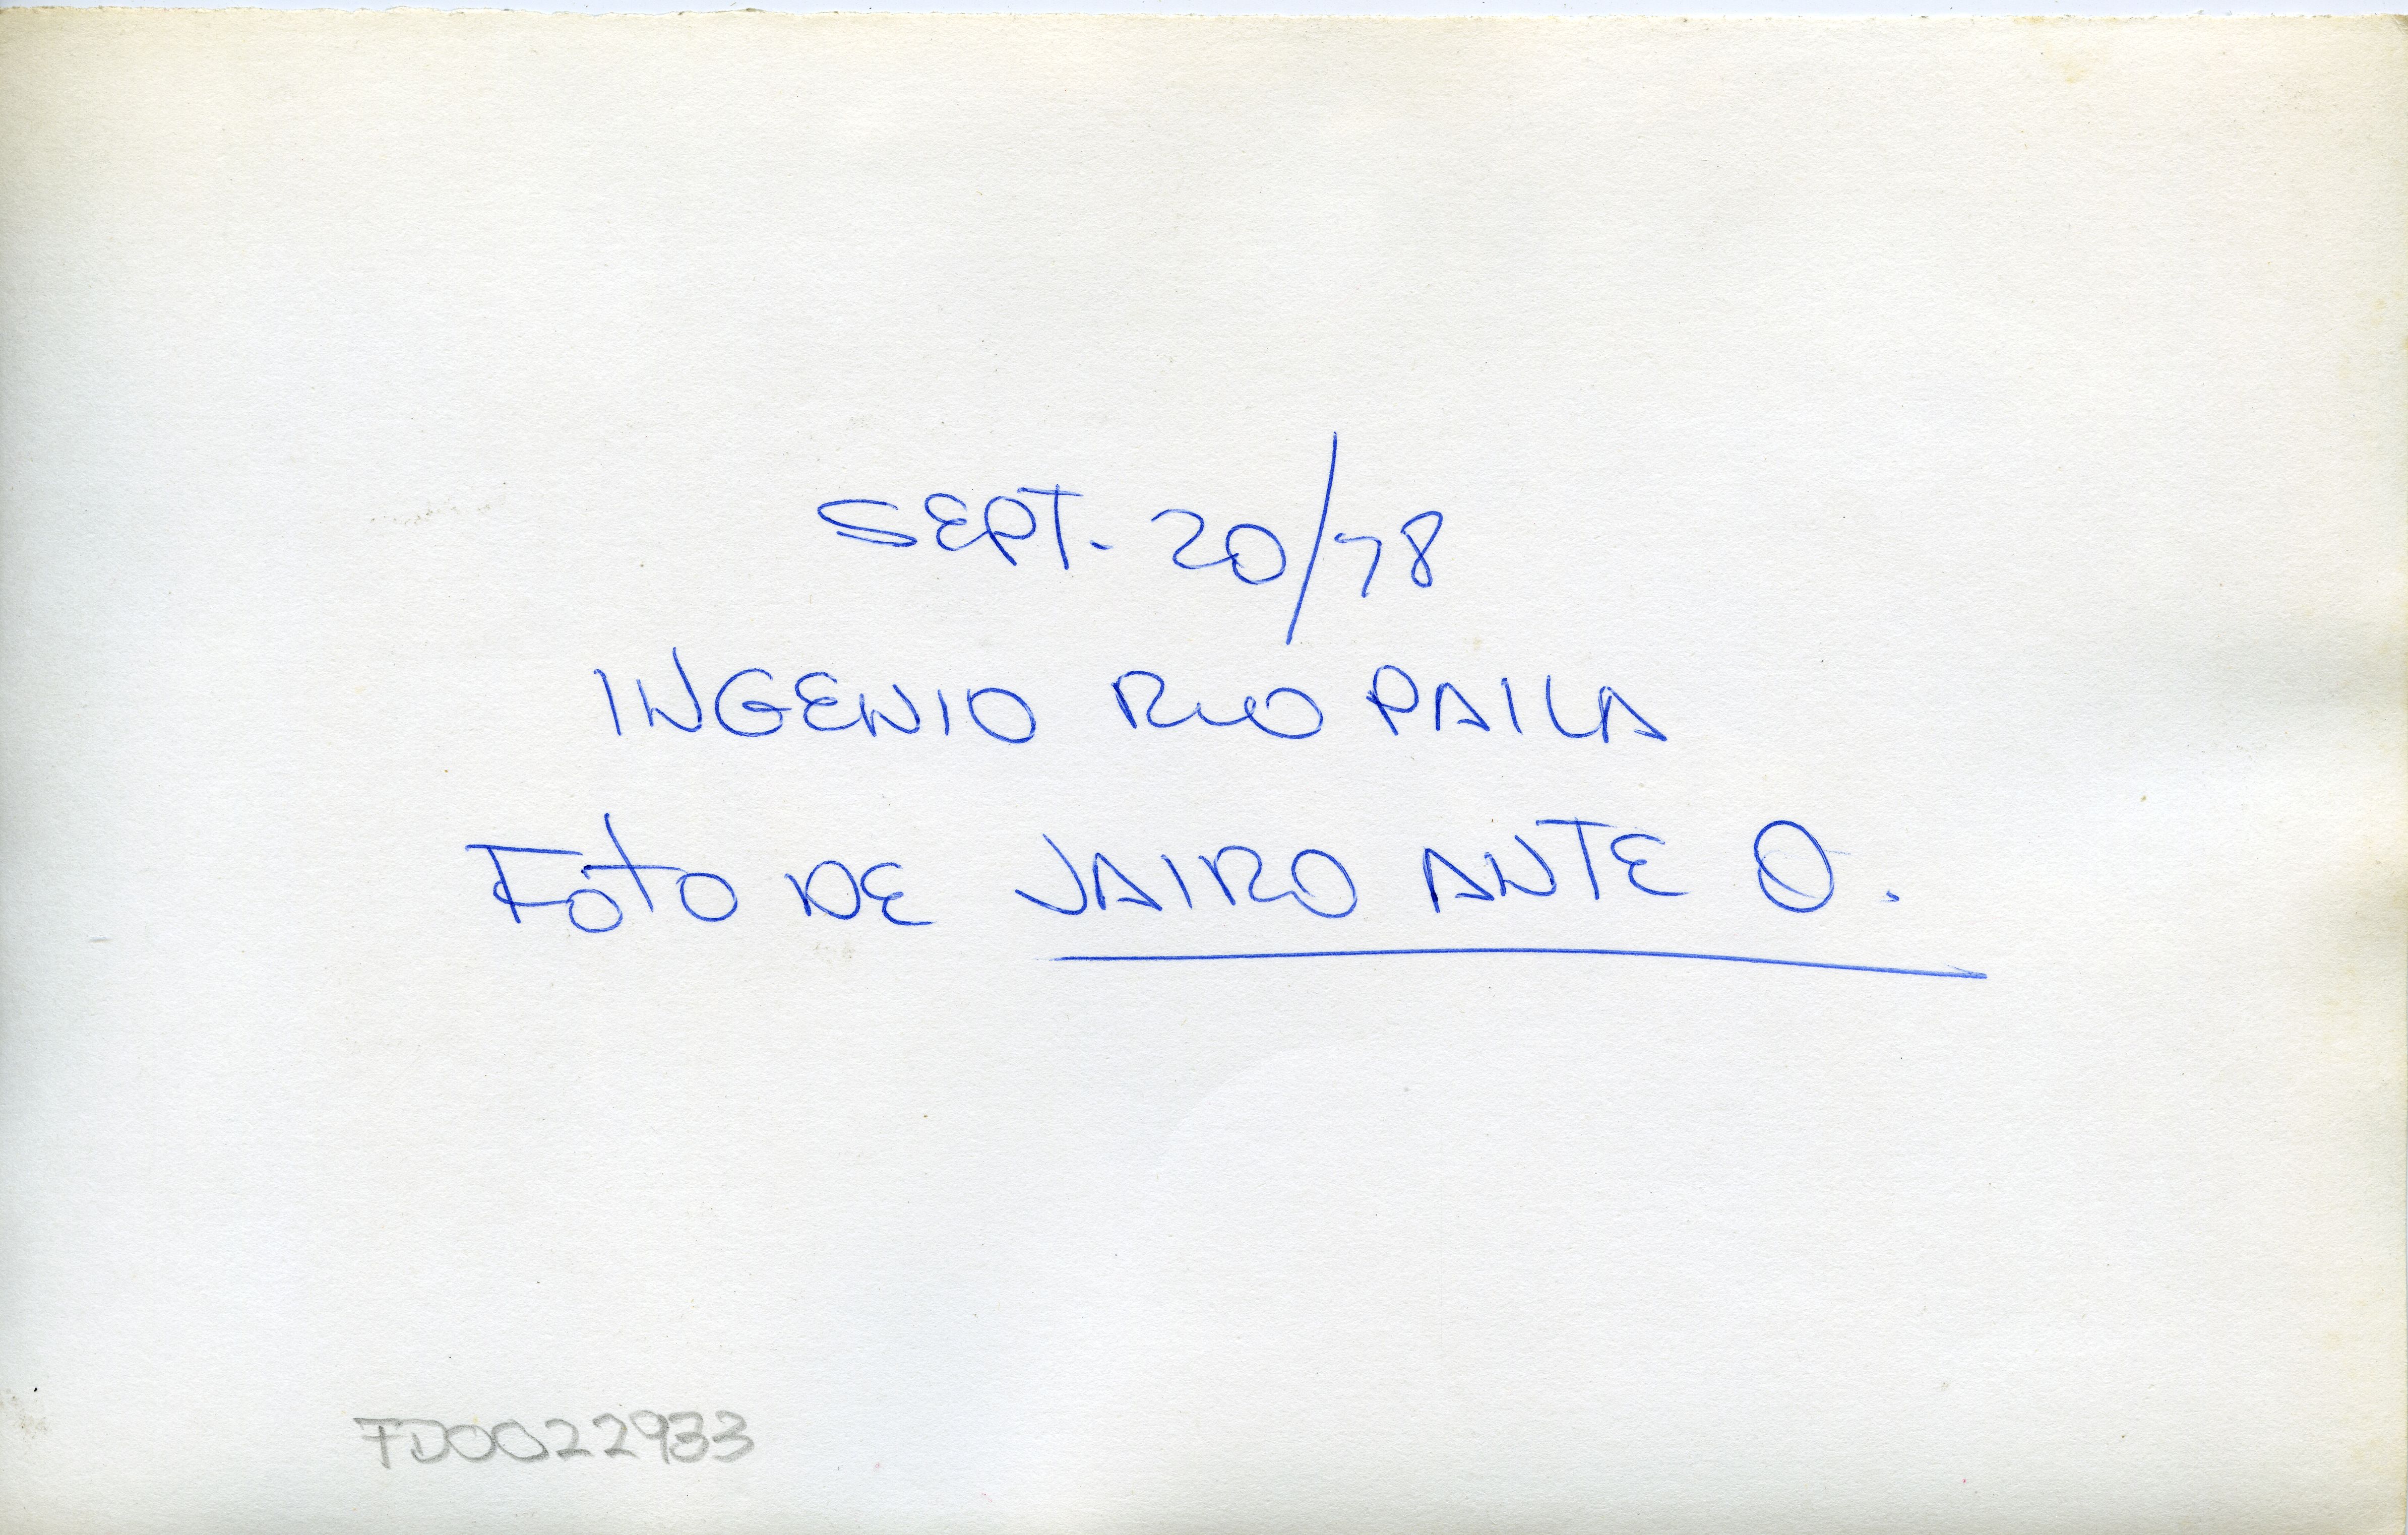 SEPT. 20/78
INGENIO RIO PAILA
FOTO DE JAIRO ANTE O.
FD0022933